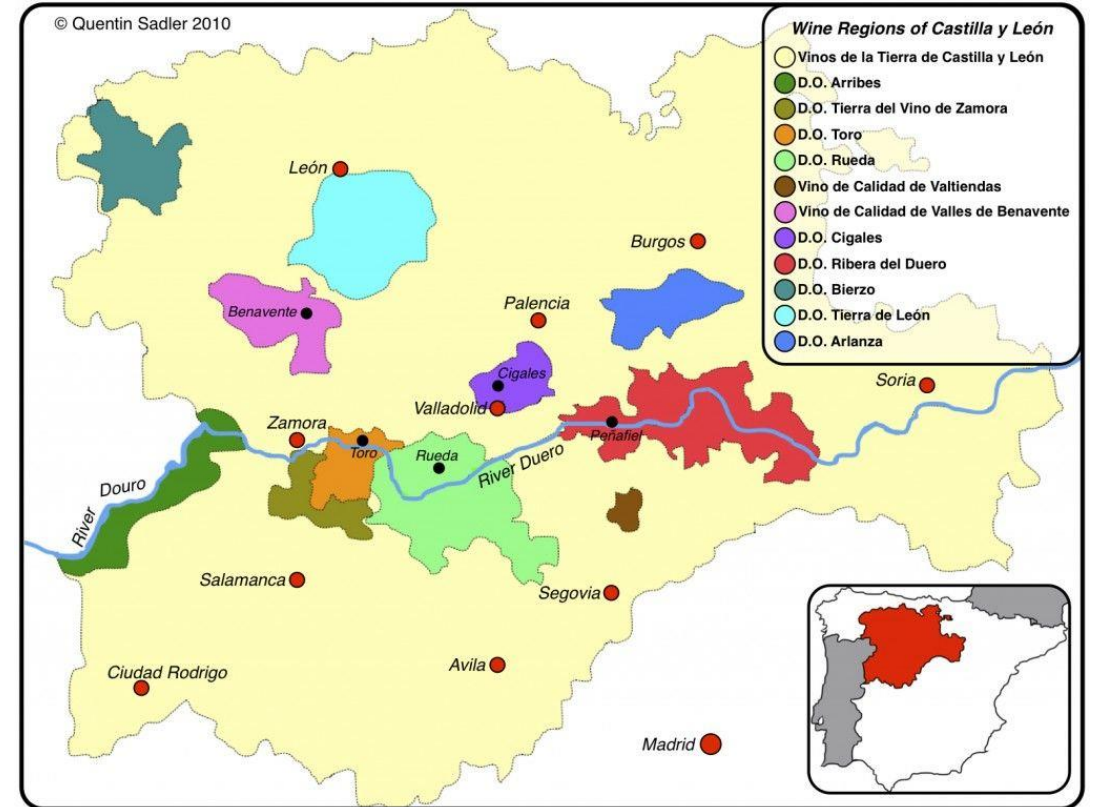 © Quentin Sadler 2010
Wine Regions of Castilla y León
Vinos de la Tierra de Castilla y León
D.O. Arribes
D.O. Tierra del Vino de Zamora
D.O. Toro
D.O. Rueda
Vino de Calidad de Valtiendas
Vino de Calidad de Valles de Benavente
D.O. Cigales
D.O. Ribera del Duero
D.O. Bierzo
D.O. Tierra de León
D.O. Arlanza
León
Burgos
Benavente
Palencia
Cigales
Soria
Valladolid
Zamora
Peñafiel
Toro
Rueda
River Duero
River Douro
Salamanca
Segovia
Avila
Ciudad Rodrigo
Madrid